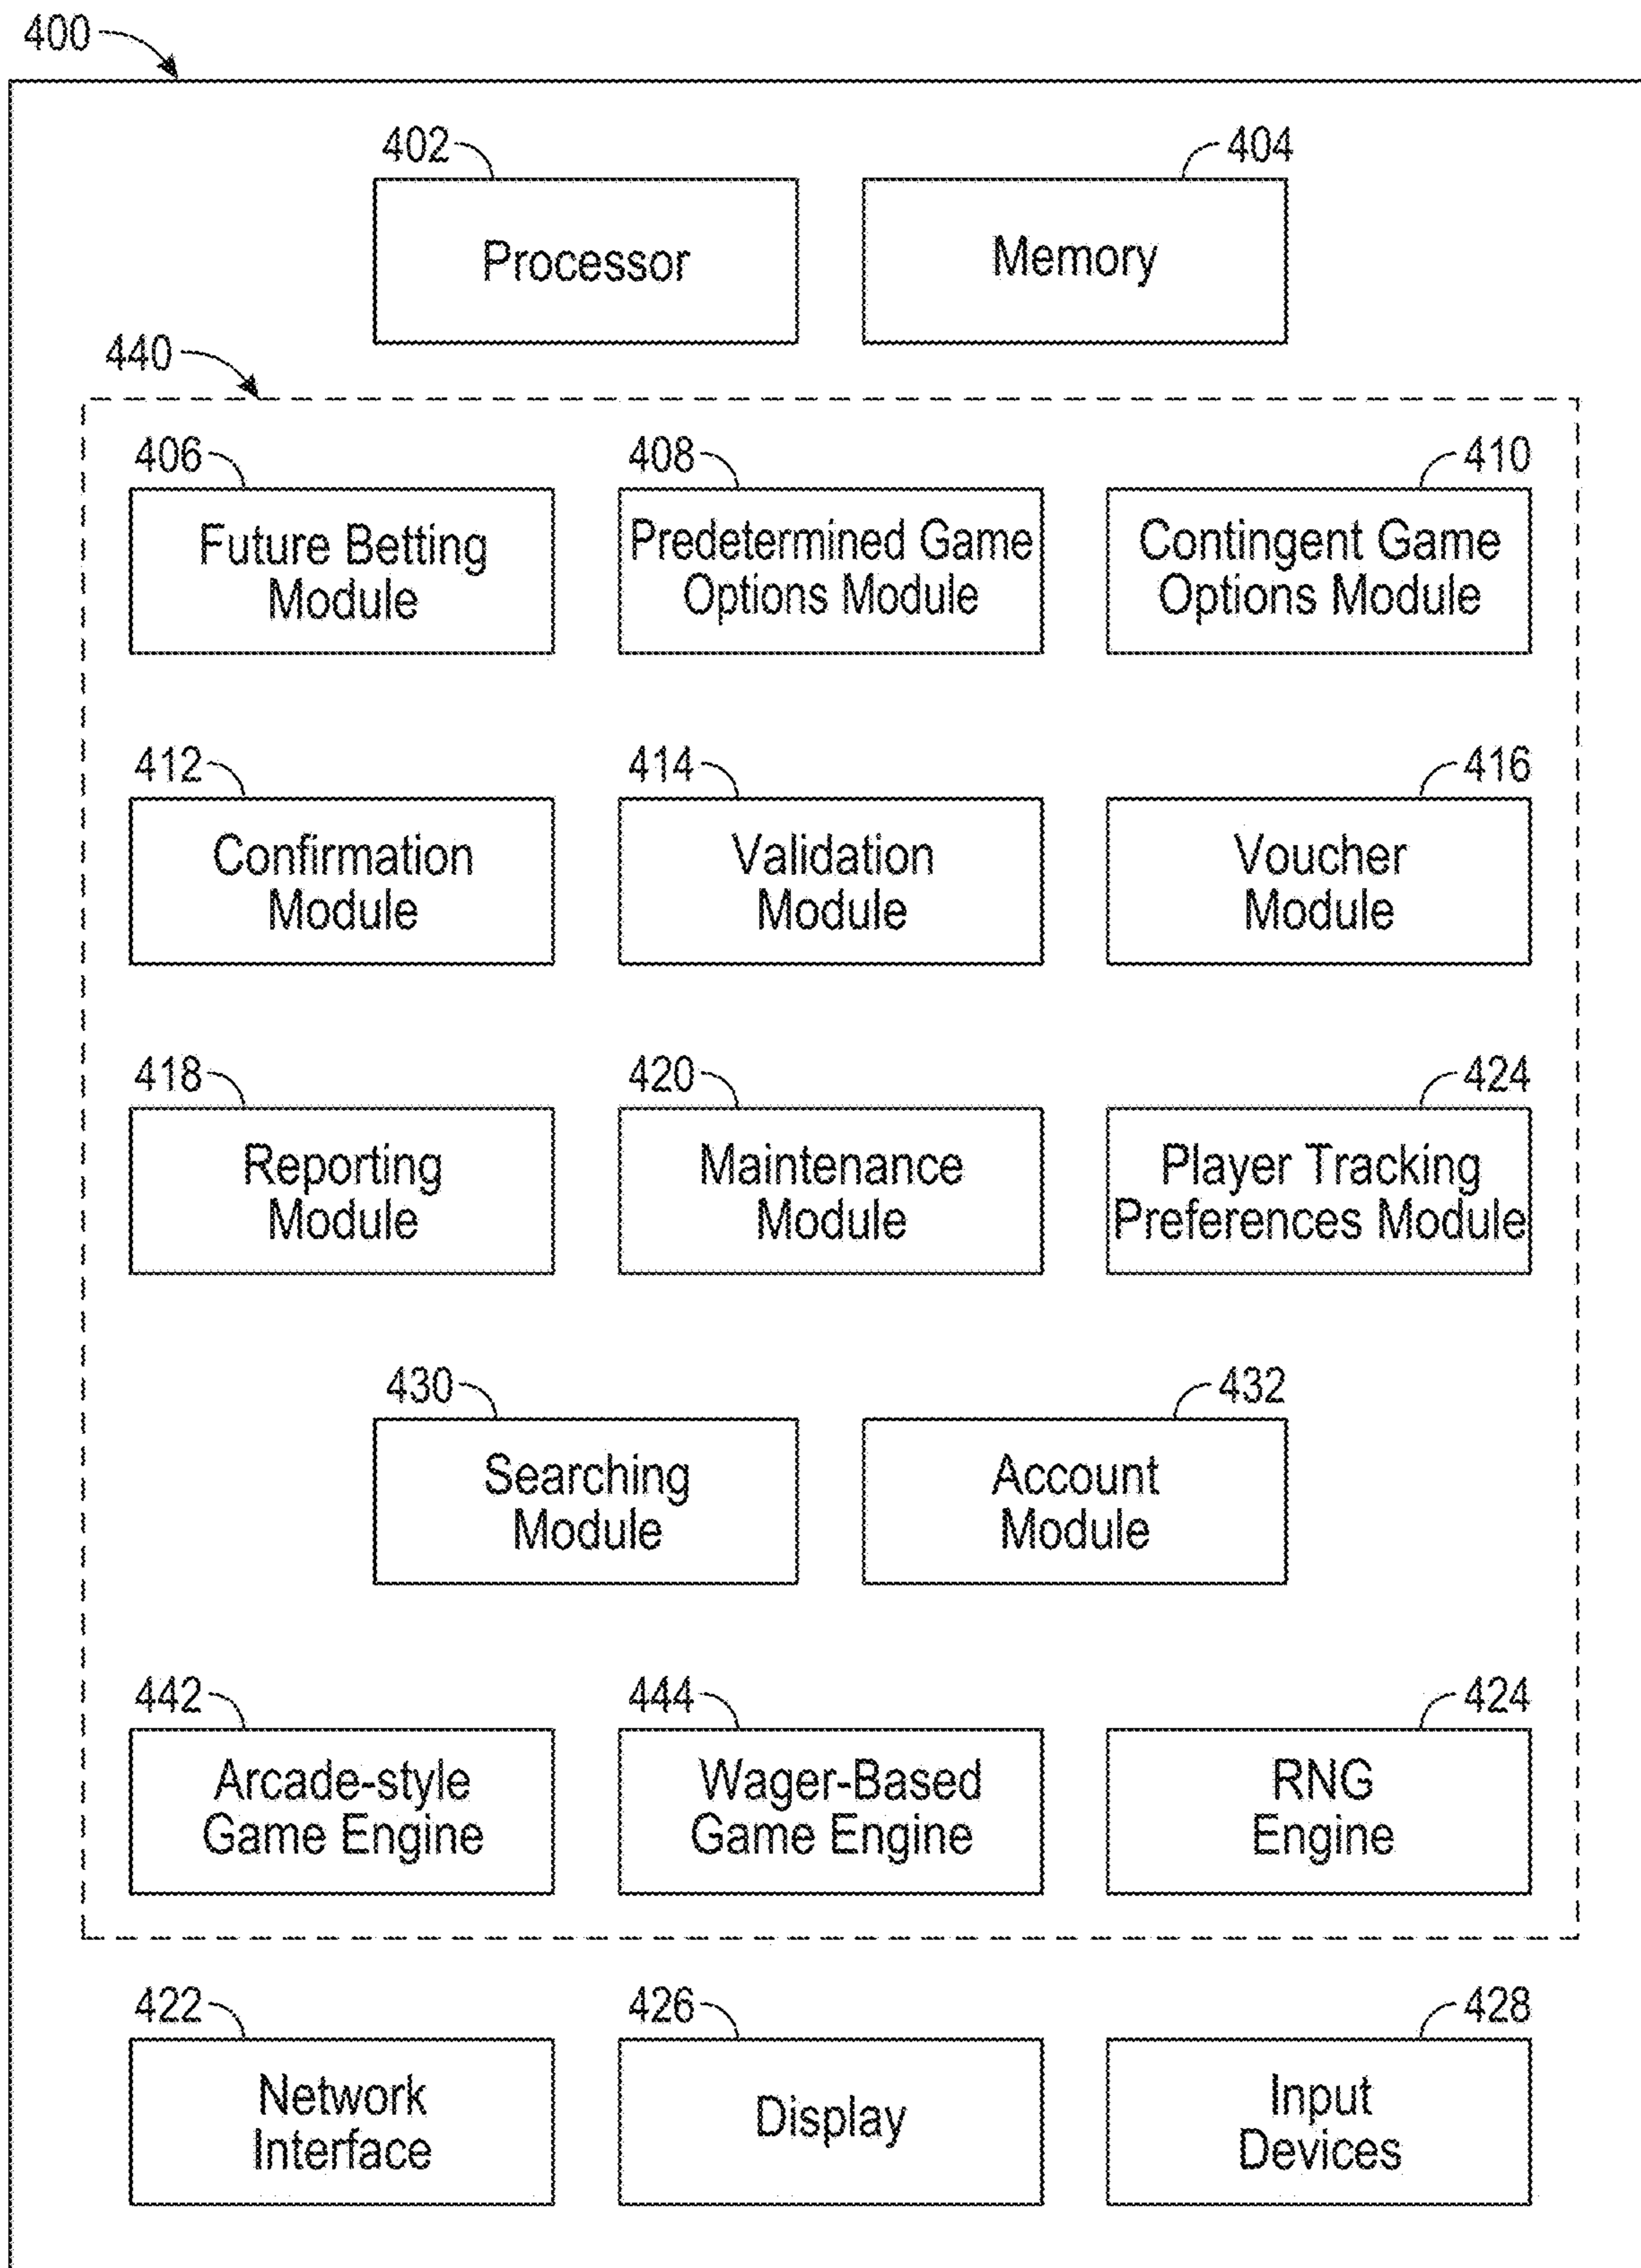 400
402
404
Processor
Memory
440
406
408
410
Future Betting
Module
Predetermined Game
Options Module
Contingent Game
Options Module
412
414
416
Confirmation
Module
Validation
Module
Voucher
Module
418
420
424
Reporting
Module
Maintenance
Module
Player Tracking
Preferences Module
430
432
Searching
Module
Account
Module
442
444
424
Arcade-style
Game Engine
Wager-Based
Game Engine
RNG
Engine
422
426
428
Network
Interface
Display
Input
Devices